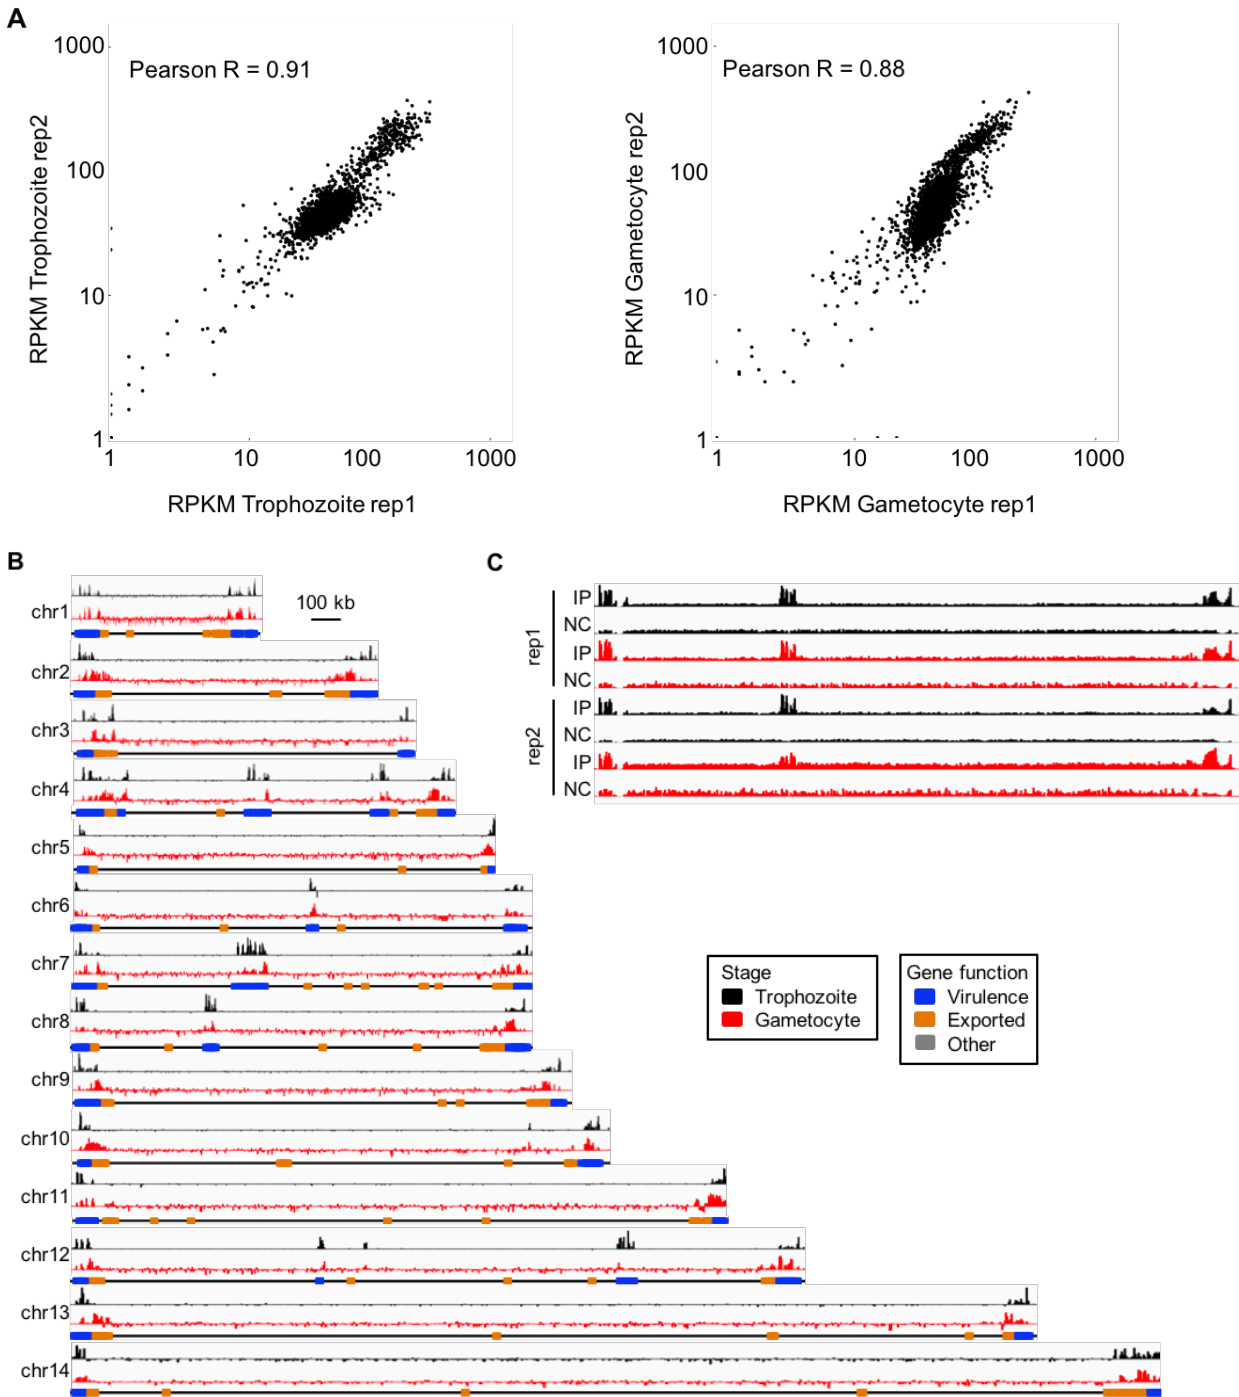 A
1000
100
10
1
Pearson R = 0.91
RPKM Trophozoite rep2
1
10
100
1000
RPKM Trophozoite rep1
1000
100
10
1
Pearson R = 0.88
RPKM Gametocyte rep2
1
10
100
1000
RPKM Gametocyte rep1
B
100 kb
chr1
chr2
chr3
chr4
chr5
chr6
chr7
chr8
chr9
chr10
chr11
chr12
chr13
chr14
C
rep1
IP
NC
IP
NC
rep2
IP
NC
IP
NC
Stage
Trophozoite
Gametocyte
Gene function
Virulence
Exported
Other